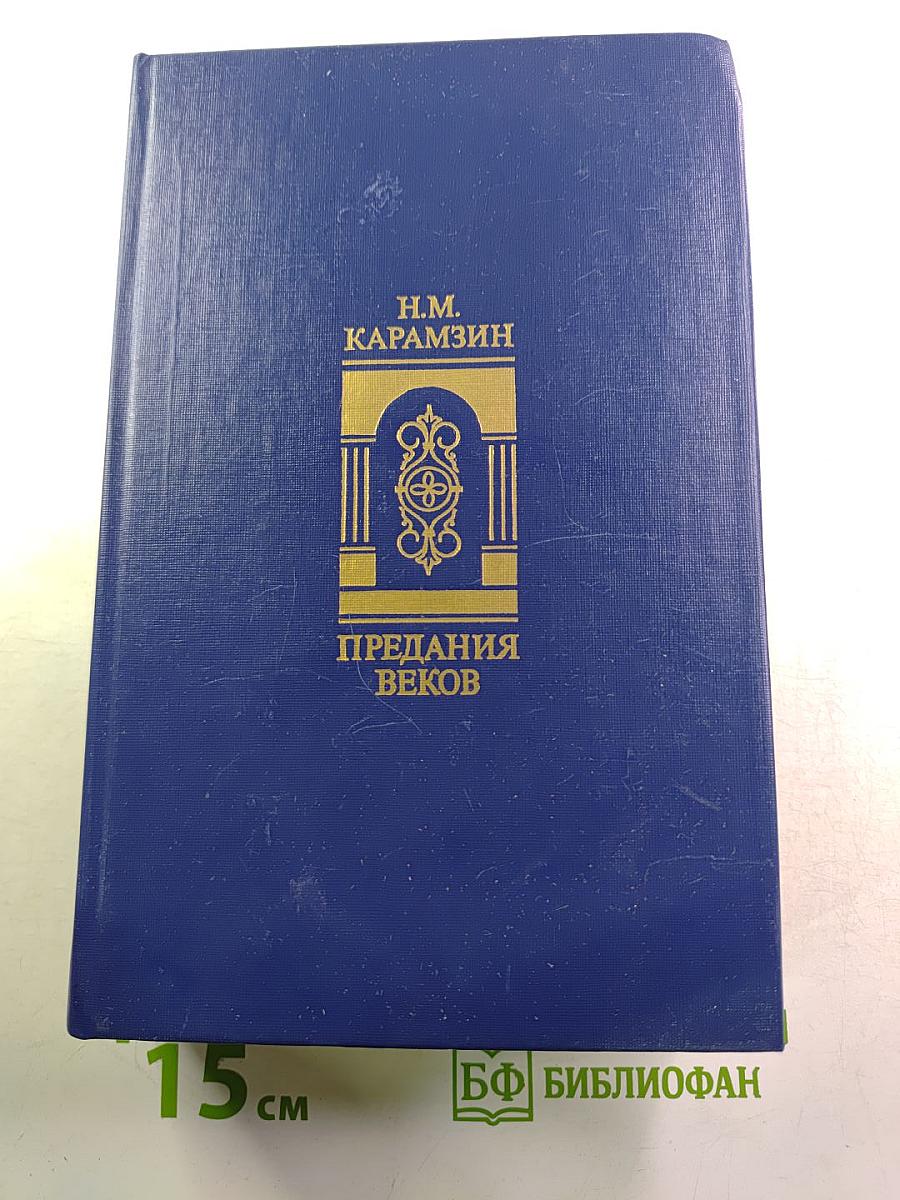 Н.М.
КАРАМЗИН
ПРЕДАНИЯ
ВЕКОВ
15 см
БФ БИБЛИОФАН